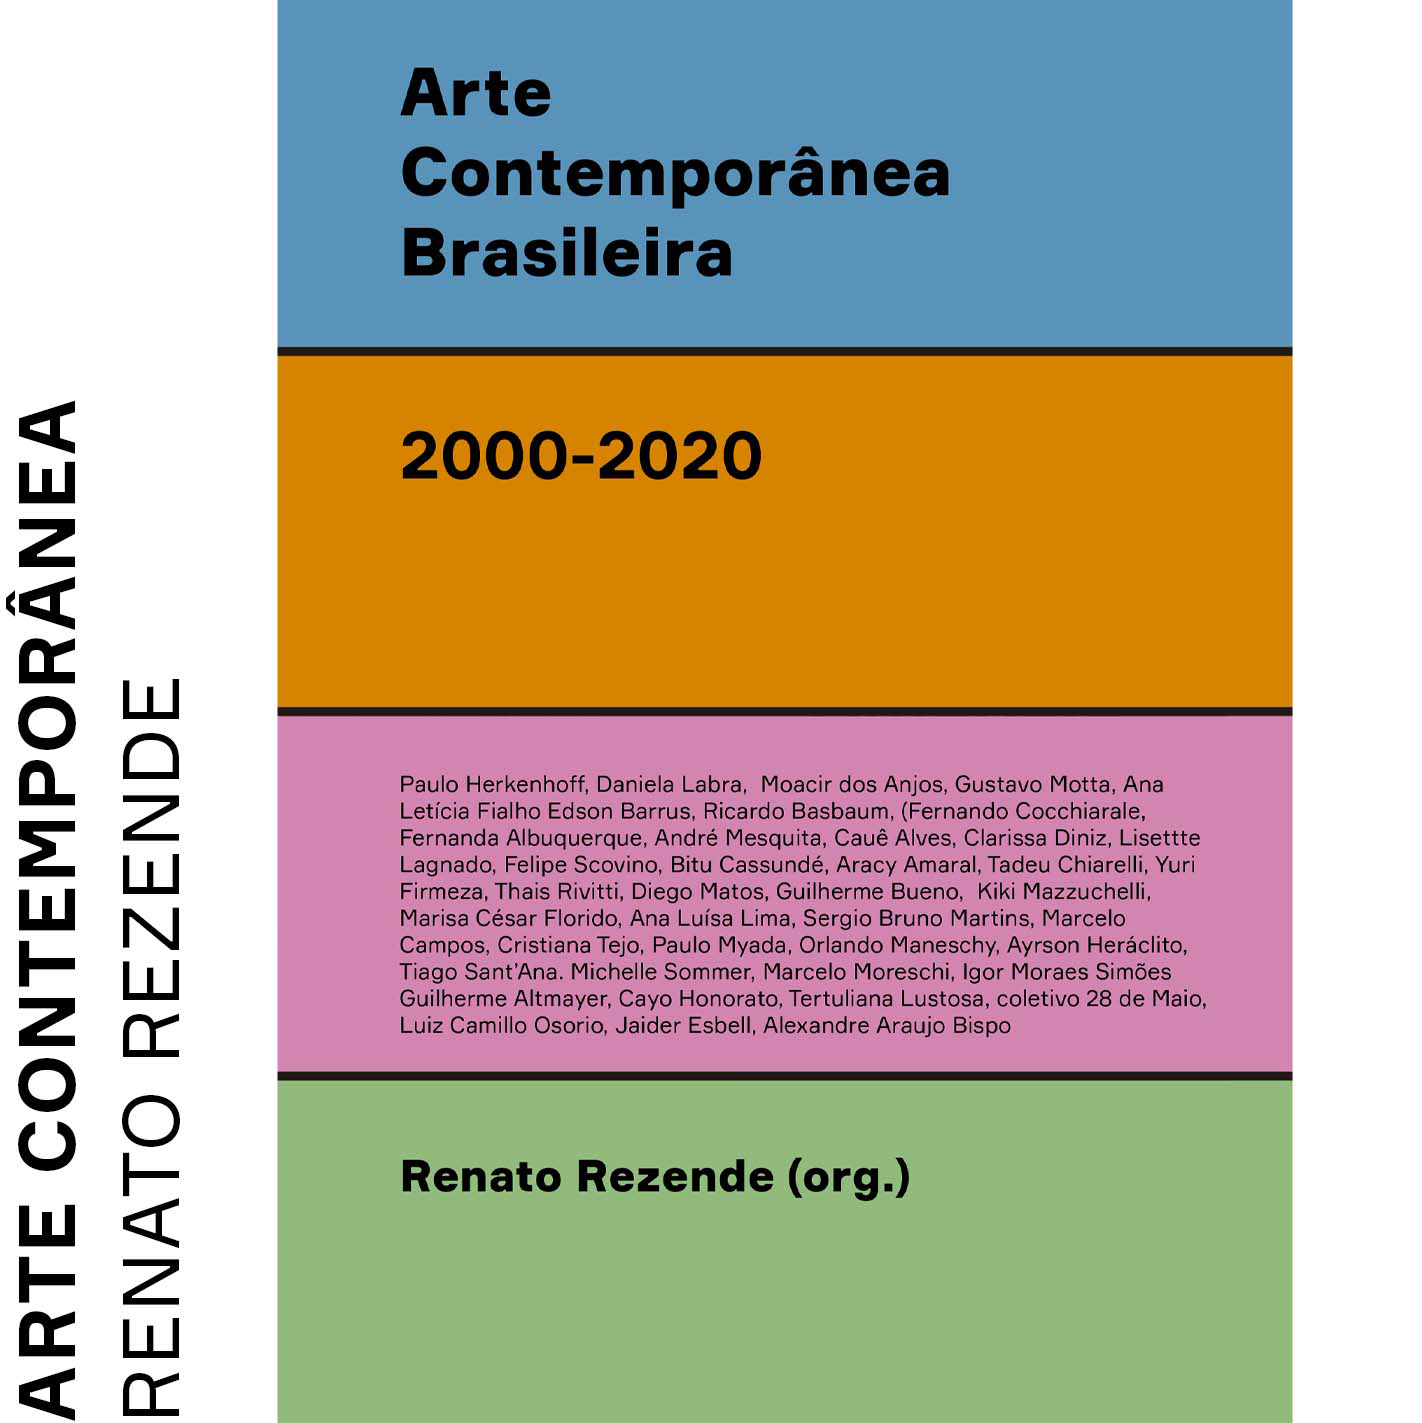 ARTE CONTEMPORÂNEA
RENATO REZENDE
Arte
Contemporânea
Brasileira
2000-2020
Paulo Herkenhoff, Daniela Labra,  Moacir dos Anjos, Gustavo Motta, Ana
Letícia Fialho Edson Barrus, Ricardo Basbaum, (Fernando Cocchiarale,
Fernanda Albuquerque, André Mesquita, Cauê Alves, Clarissa Diniz, Lisettte
Lagnado, Felipe Scovino, Bitu Cassundé, Aracy Amaral, Tadeu Chiarelli, Yuri
Firmeza, Thais Rivitti, Diego Matos, Guilherme Bueno,  Kiki Mazzuchelli,
Marisa César Florido, Ana Luísa Lima, Sergio Bruno Martins, Marcelo
Campos, Cristiana Tejo, Paulo Myada, Orlando Maneschy, Ayrson Heráclito,
Tiago Sant'Ana. Michelle Sommer, Marcelo Moreschi, Igor Moraes Simões
Guilherme Altmayer, Cayo Honorato, Tertuliana Lustosa, coletivo 28 de Maio,
Luiz Camillo Osorio, Jaider Esbell, Alexandre Araujo Bispo
Renato Rezende (org.)